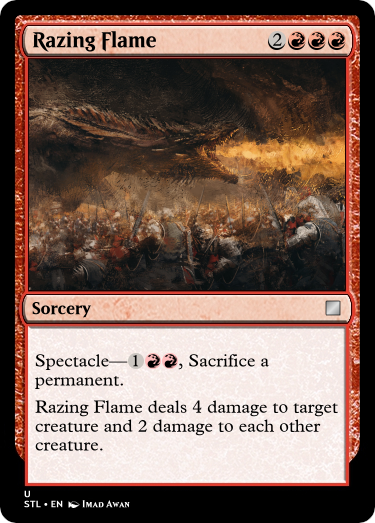 Razing Flame 2
Sorcery
Spectacle—1, Sacrifice a
permanent.
Razing Flame deals 4 damage to target
creature and 2 damage to each other
creature.
U
STL • EN Imad Awan